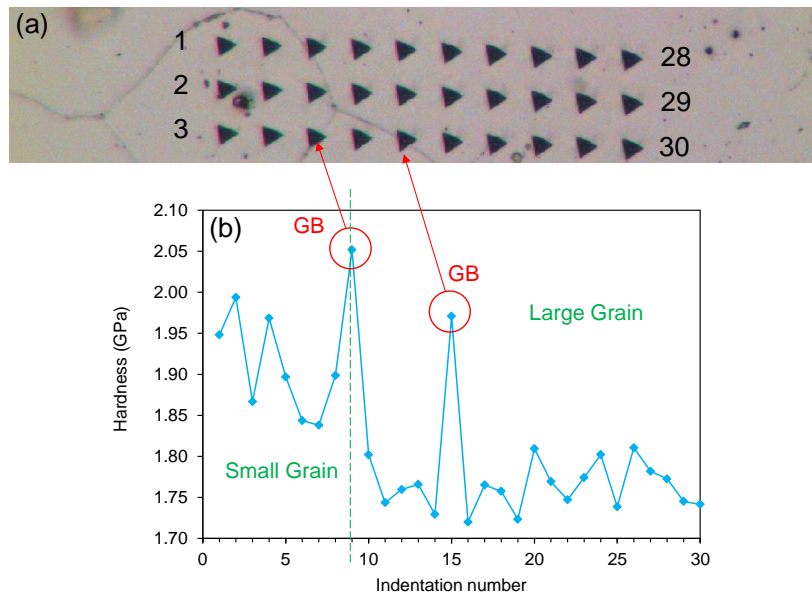 (a)
1
28
2
29
3
30
(b)
GB
GB
Large Grain
Small Grain
Hardness (GPa)
2.10
2.05
2.00
1.95
1.90
1.85
1.80
1.75
1.70
0 5 10 15 20 25 30
Indentation number